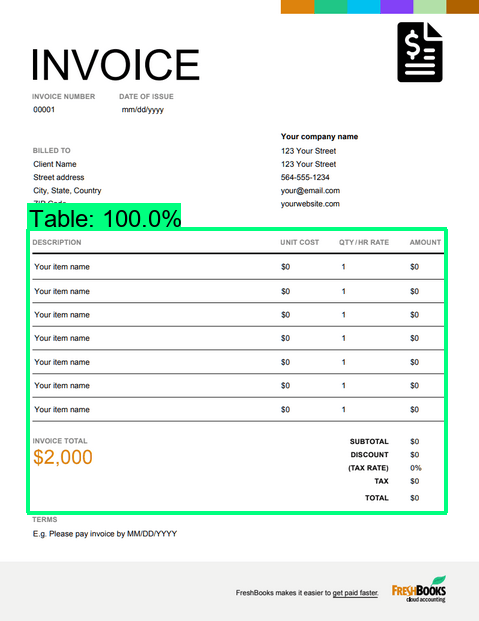 INVOICE
INVOICE NUMBER DATE OF ISSUE
00001 mm/dd/yyyy
Your company name
BILLED TO 123 Your Street
Client Name 123 Your Street
Street address 564-555-1234
City, State, Country your@email.com
yourwebsite.com
Table: 100.0%
DESCRIPTION UNIT COST QTY/HR RATE AMOUNT
Your item name $0 1 $0
Your item name $0 1 $0
Your item name $0 1 $0
Your item name $0 1 $0
Your item name $0 1 $0
Your item name $0 1 $0
Your item name $0 1 $0
INVOICE TOTAL SUBTOTAL $0
$2,000 DISCOUNT $0
(TAX RATE) 0%
TAX $0
TOTAL $0
TERMS
E.g. Please pay invoice by MM/DD/YYYY
FreshBooks makes it easier to get paid faster.
FRESHBOOKS
cloud accounting